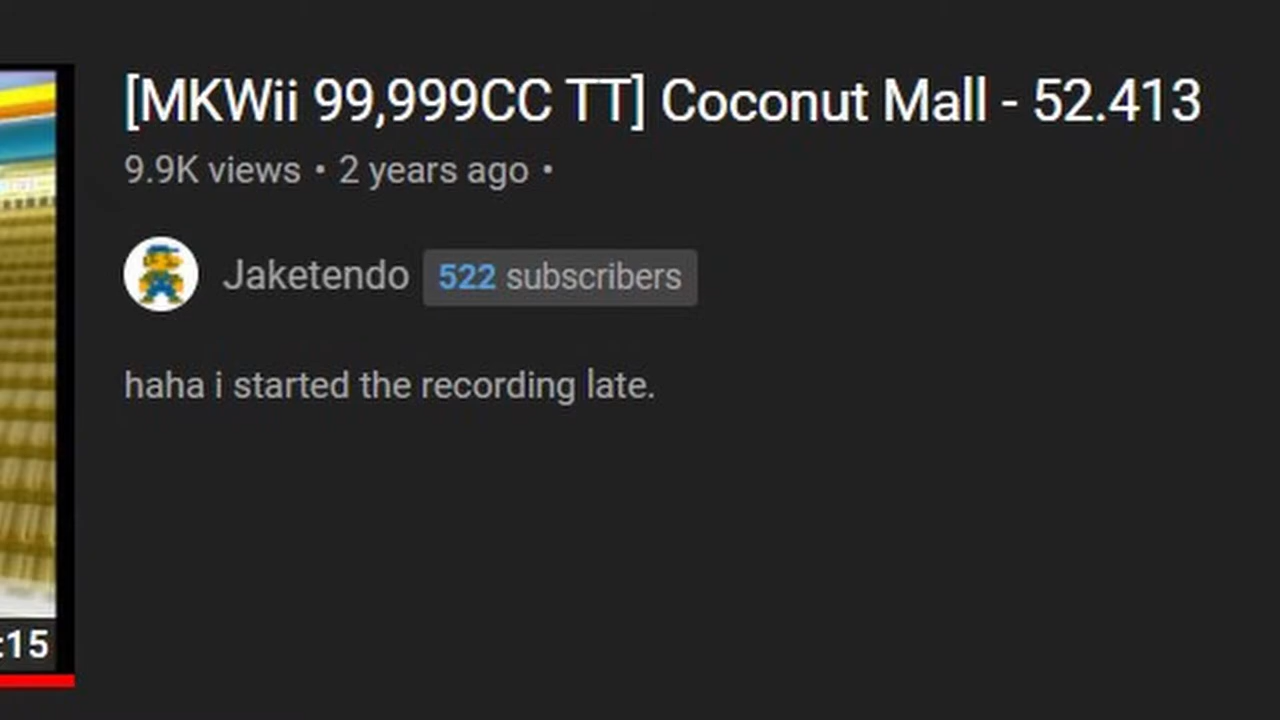 [MKWii 99,999CC TT] Coconut Mall - 52.413
9.9K views • 2 years ago •
Jaketendo 522 subscribers
haha i started the recording late.
:15